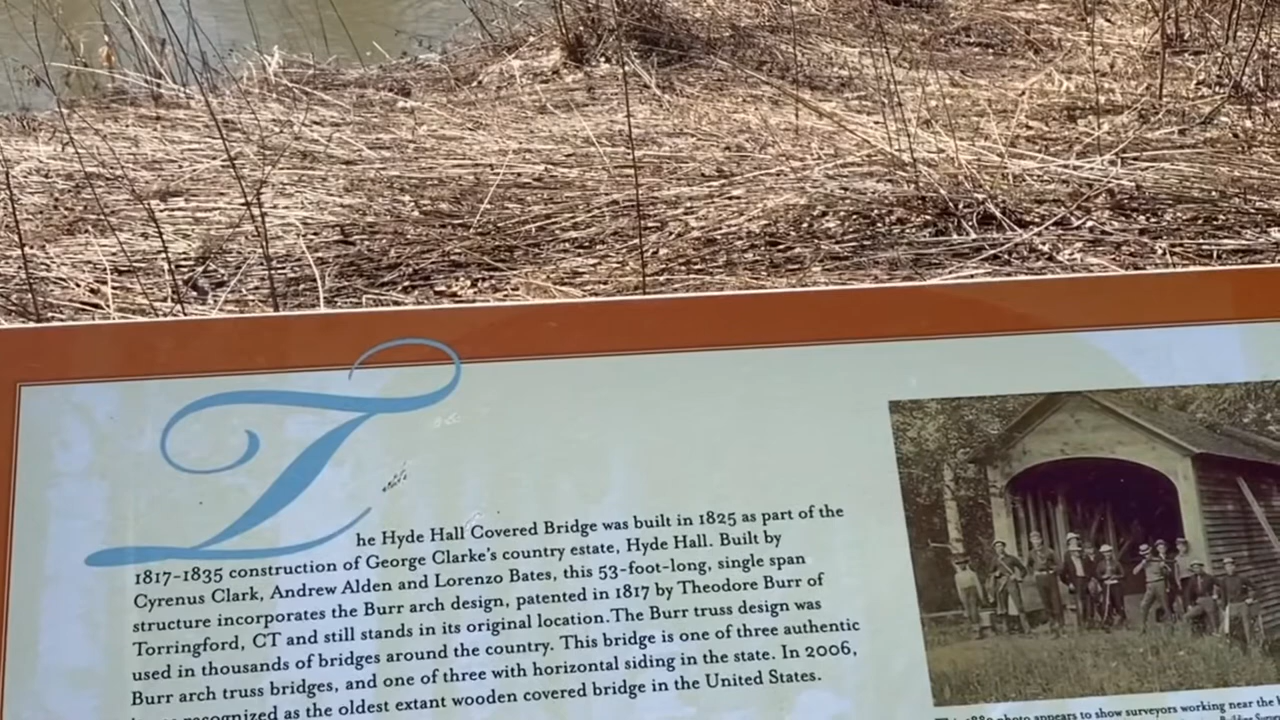 The Hyde Hall Covered Bridge was built in 1825 as part of the
1817-1835 construction of George Clarke's country estate, Hyde Hall. Built by
Cyrenus Clark, Andrew Alden and Lorenzo Bates, this 53-foot-long, single span
structure incorporates the Burr arch design, patented in 1817 by Theodore Burr of
Torringford, CT and still stands in its original location.The Burr truss design was
used in thousands of bridges around the country. This bridge is one of three authentic
Burr arch truss bridges, and one of three with horizontal siding in the state. In 2006,
recognized as the oldest extant wooden covered bridge in the United States.
photo appears to show surveyors working near the